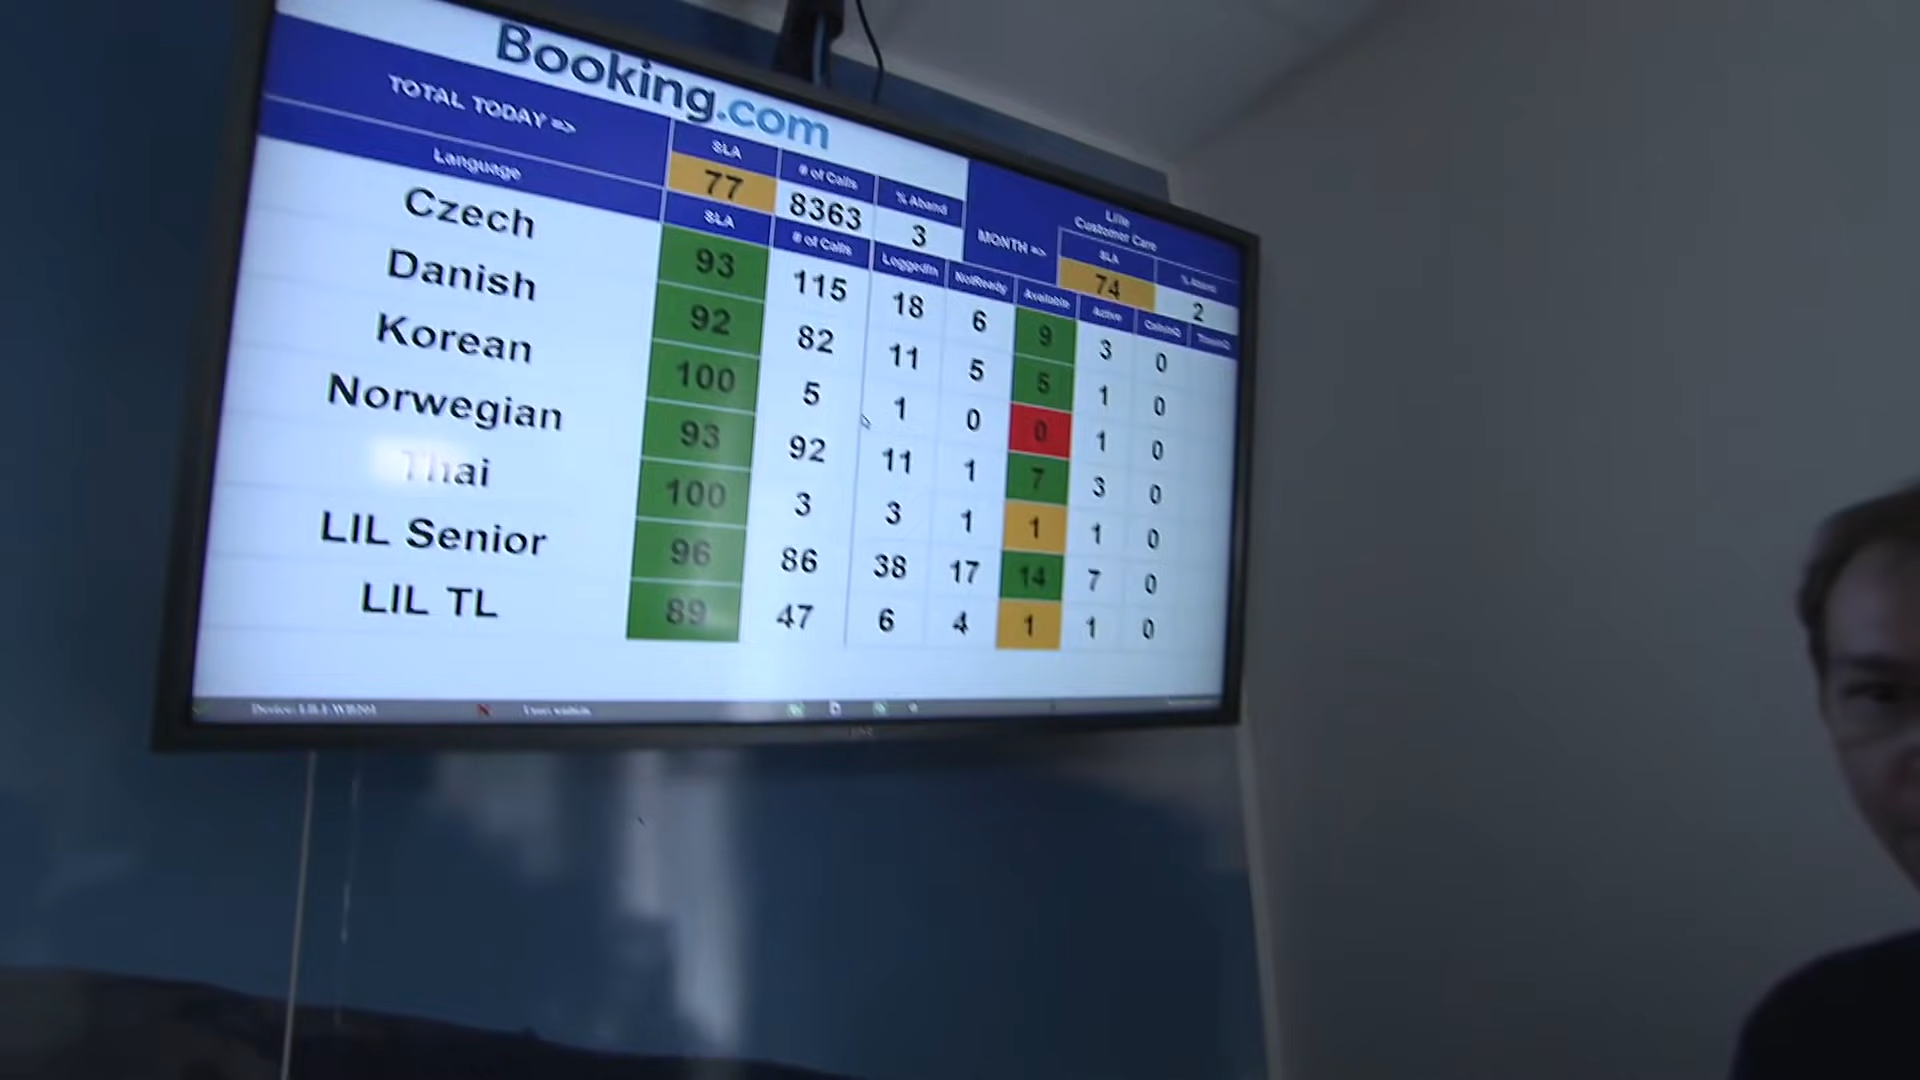 Booking.com
TOTAL TODAY => SLA # of Calls % Aband MONTH => Lille Customer Care
77 8363 3 SLA % Aband
74 2
Language SLA # of Calls LoggedIn NotReady Available Active CallsInQ
Czech 93 115 18 6 9 3 0
Danish 92 82 11 5 5 1 0
Korean 100 5 1 0 0 1 0
Norwegian 93 92 11 1 7 3 0
Thai 100 3 3 1 1 1 0
LIL Senior 96 86 38 17 14 7 0
LIL TL 89 47 6 4 1 1 0